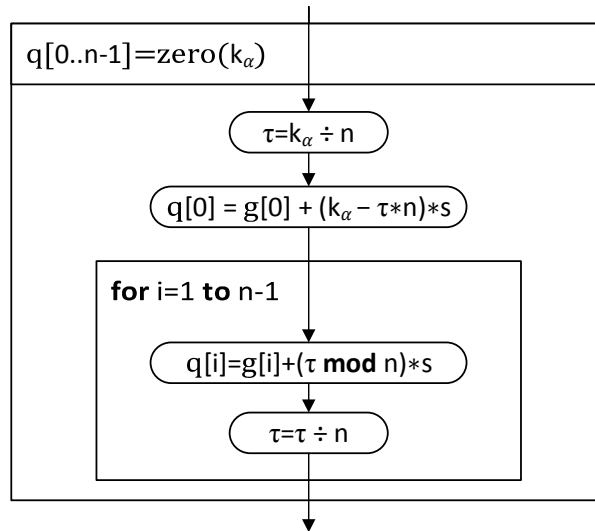 q[0..n-1]=zero(kα)
τ=kα ÷ n
q[0] = g[0] + (kα – τ*n)*s
for i=1 to n-1
q[i]=g[i]+(τ mod n)*s
τ=τ ÷ n